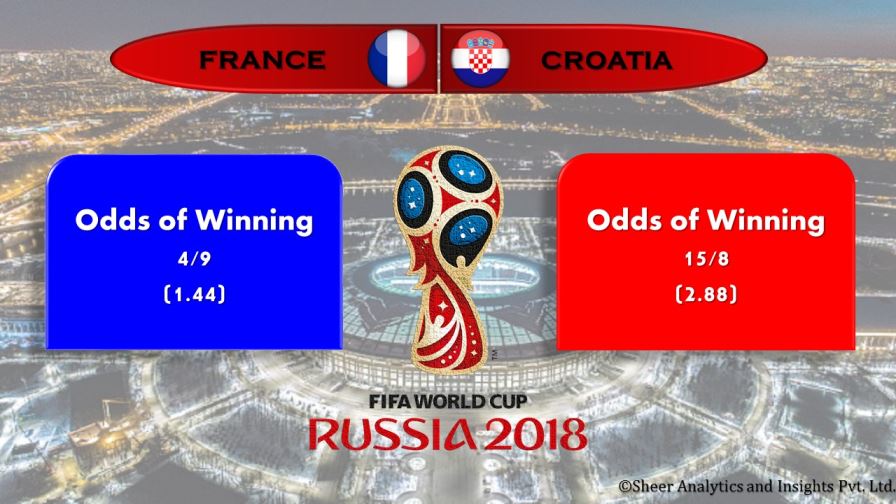 FRANCE
CROATIA
Odds of Winning
4/9
(1.44)
Odds of Winning
15/8
(2.88)
TM
FIFA WORLD CUP
RUSSIA 2018
©Sheer Analytics and Insights Pvt. Ltd.